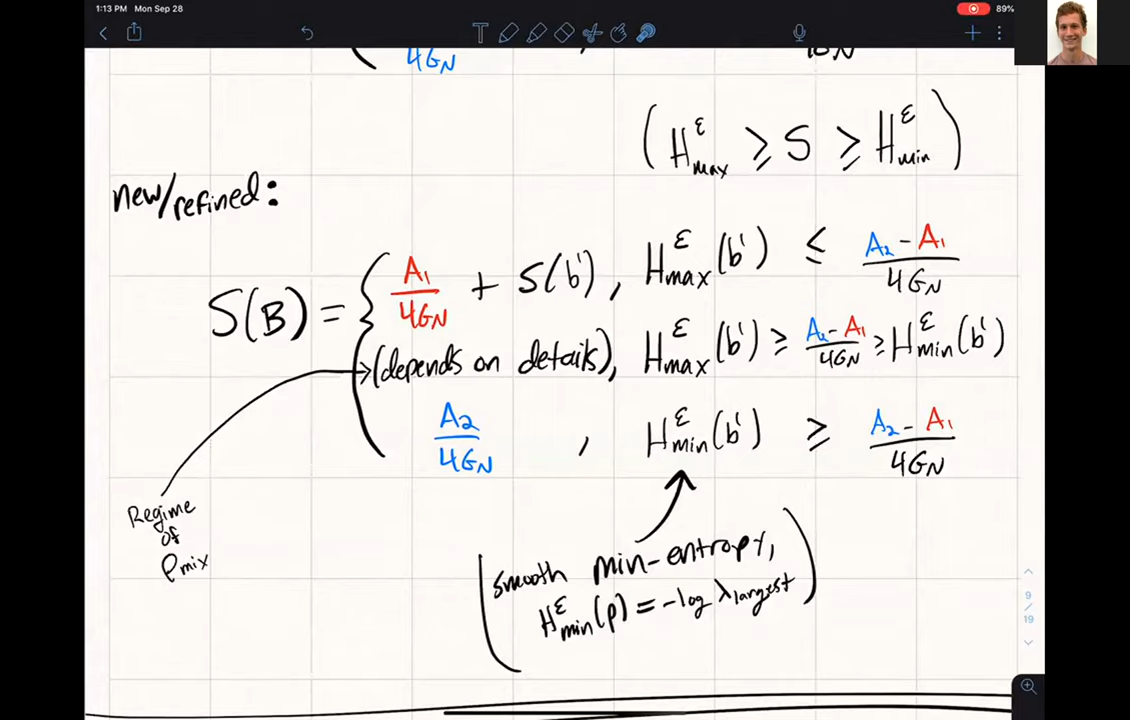 1:13 PM Mon Sep 28
89%
4GN
(H^ε_max ≥ S ≥ H^ε_min)
new/refined:
S(B) = {
A₁/4GN + S(b'), H^ε_max(b') ≤ (A₂ - A₁)/4GN
(depends on details), H^ε_max(b') ≥ (A₂ - A₁)/4GN ≥ H^ε_min(b')
A₂/4GN , H^ε_min(b') ≥ (A₂ - A₁)/4GN
Regime
of
ρmix
(smooth min-entropy,
H^ε_min(ρ) = -log λlargest)
9
/
19